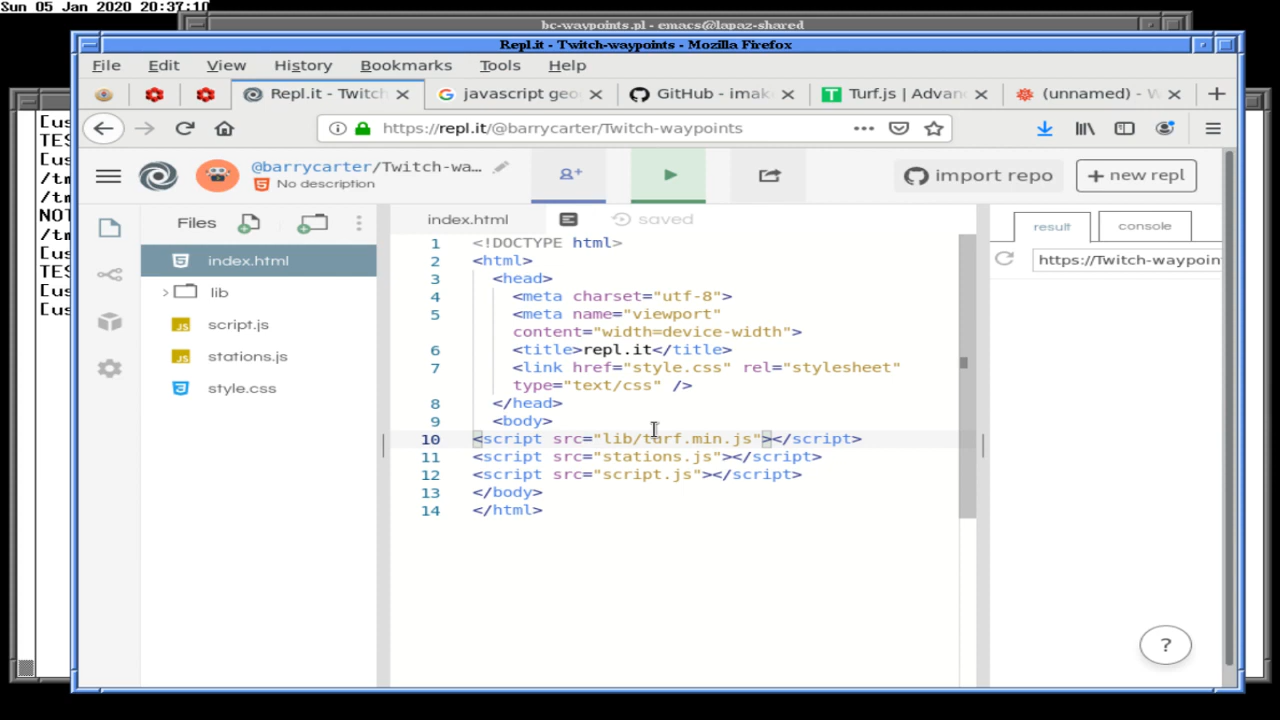 Sun 05 Jan 2020 20:37:10
bc-waypoints.pl - emacs@lapaz-shared
Repl.it - Twitch-waypoints - Mozilla Firefox
File Edit View History Bookmarks Tools Help
Repl.it - Twitch
javascript geo
GitHub - imak
Turf.js | Advan
(unnamed) - W
https://repl.it/@barrycarter/Twitch-waypoints
@barrycarter/Twitch-wa...
No description
import repo
+ new repl
Files
index.html
lib
script.js
stations.js
style.css
index.html
saved
1 <!DOCTYPE html>
2 <html>
3 <head>
4 <meta charset="utf-8">
5 <meta name="viewport"
content="width=device-width">
6 <title>repl.it</title>
7 <link href="style.css" rel="stylesheet"
type="text/css" />
8 </head>
9 <body>
10 <script src="lib/turf.min.js"></script>
11 <script src="stations.js"></script>
12 <script src="script.js"></script>
13 </body>
14 </html>
result
console
https://Twitch-waypoin
?
[us
TES
[us
/tm
/tm
NOT
/tm
[us
TES
[us
[us